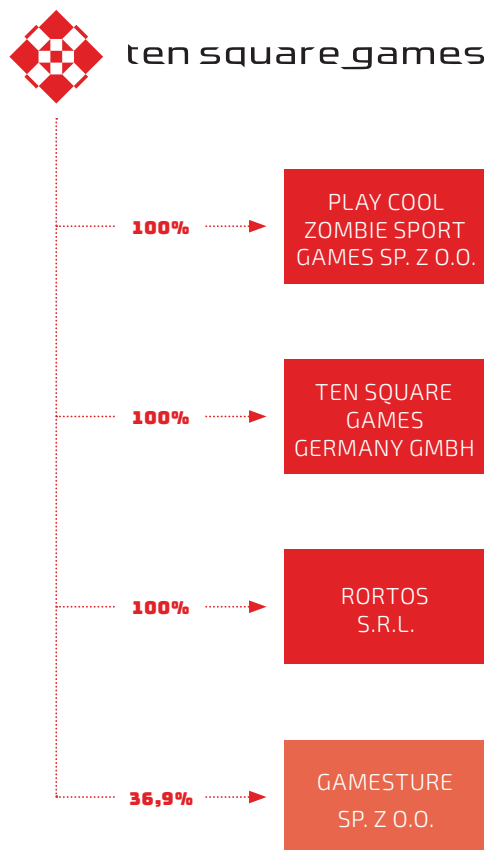 ten square games
100%
PLAY COOL
ZOMBIE SPORT
GAMES SP. Z O.O.
100%
TEN SQUARE
GAMES
GERMANY GMBH
100%
RORTOS
S.R.L.
36,9%
GAMESTURE
SP. Z O.O.